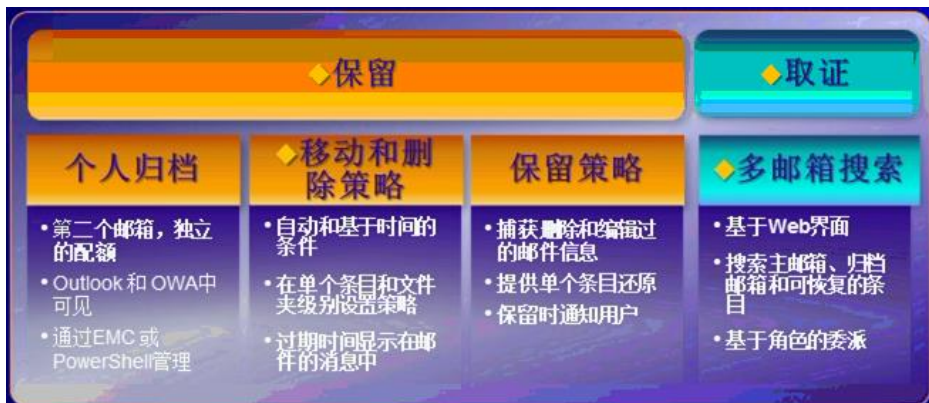 保留
取证
个人归档
移动和删
除策略
保留策略
多邮箱搜索
•第二个邮箱，独立
的配额
•Outlook 和 OWA中
可见
•通过EMC 或
PowerShell管理
•自动和基于时间的
条件
•在单个条目和文件
夹级别设置策略
•过期时间显示在邮
件的消息中
•捕获删除和编辑过
的邮件信息
•提供单个条目还原
•保留时通知用户
•基于Web界面
•搜索主邮箱、归档
邮箱和可恢复的条
目
•基于角色的委派